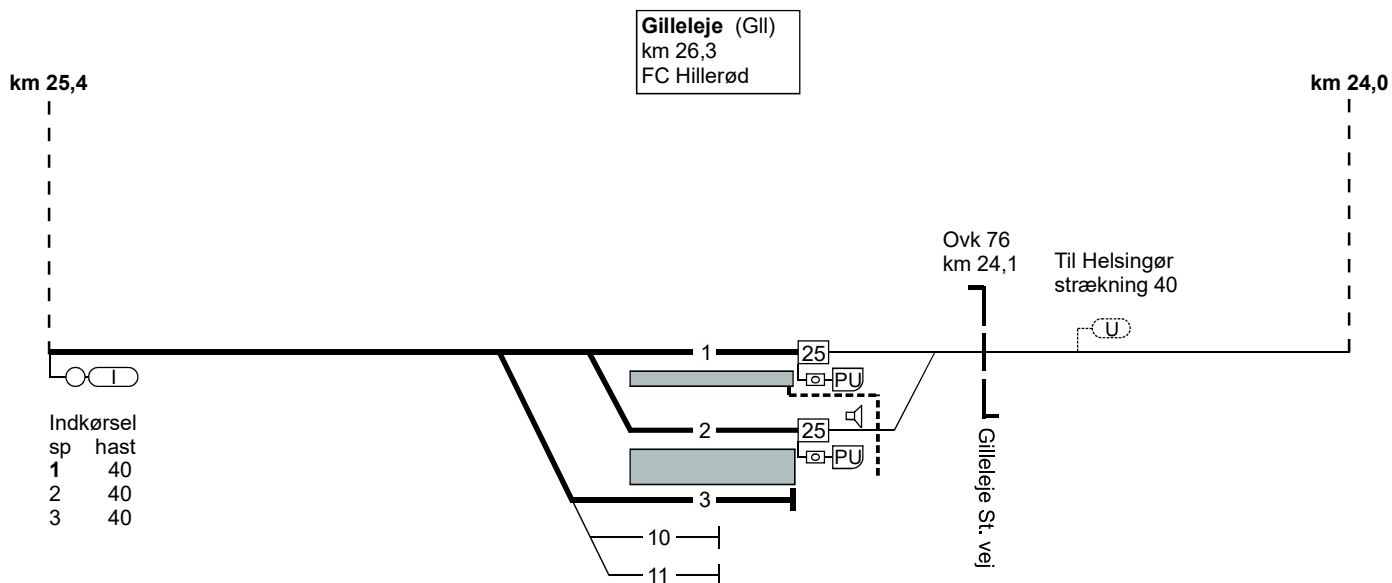 Gilleleje (Gll)
km 26,3
FC Hillerød
km 25,4
km 24,0
Ovk 76
km 24,1
Til Helsingør
strækning 40
U
1
25
I
PU
Indkørsel
sp hast
1 40
2 40
3 40
2
25
PU
3
10
11
Gilleleje St. vej